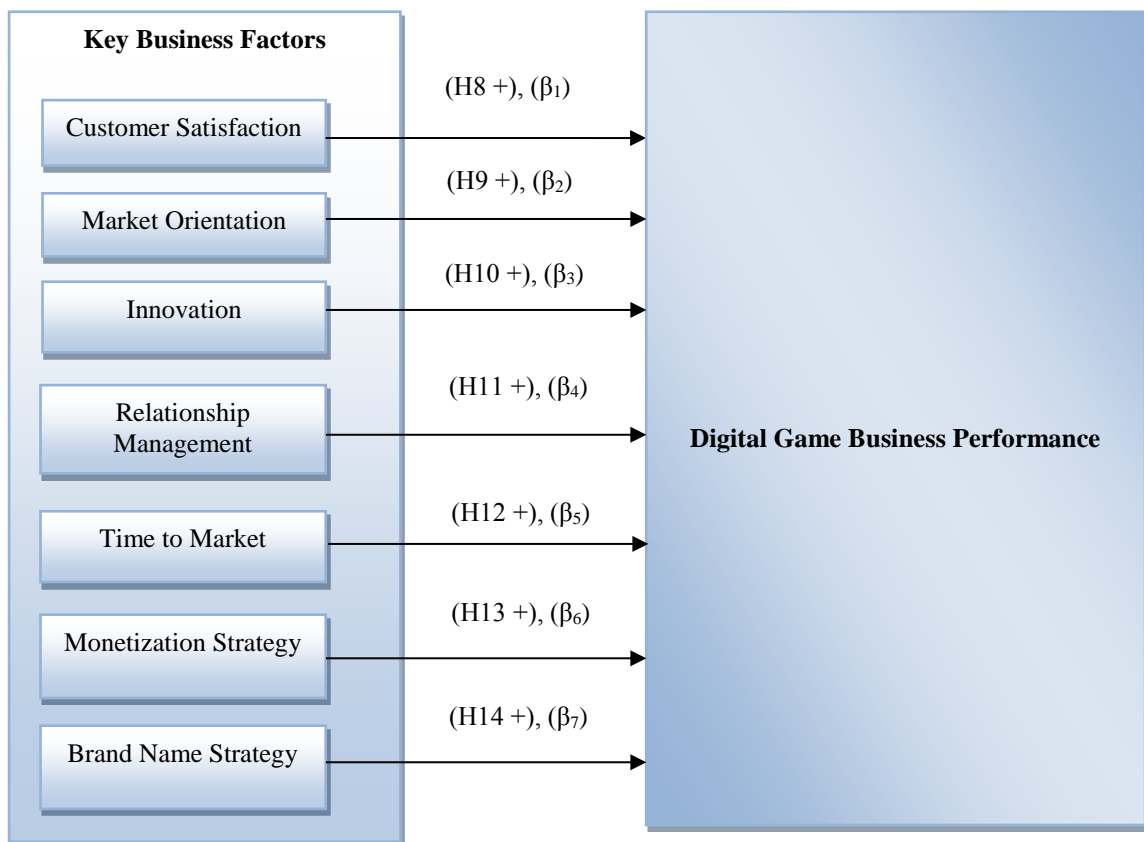 Key Business Factors
(H8 +), (β₁)
Customer Satisfaction
(H9 +), (β₂)
Market Orientation
(H10 +), (β₃)
Innovation
(H11 +), (β₄)
Relationship
Management
Digital Game Business Performance
(H12 +), (β₅)
Time to Market
(H13 +), (β₆)
Monetization Strategy
(H14 +), (β₇)
Brand Name Strategy